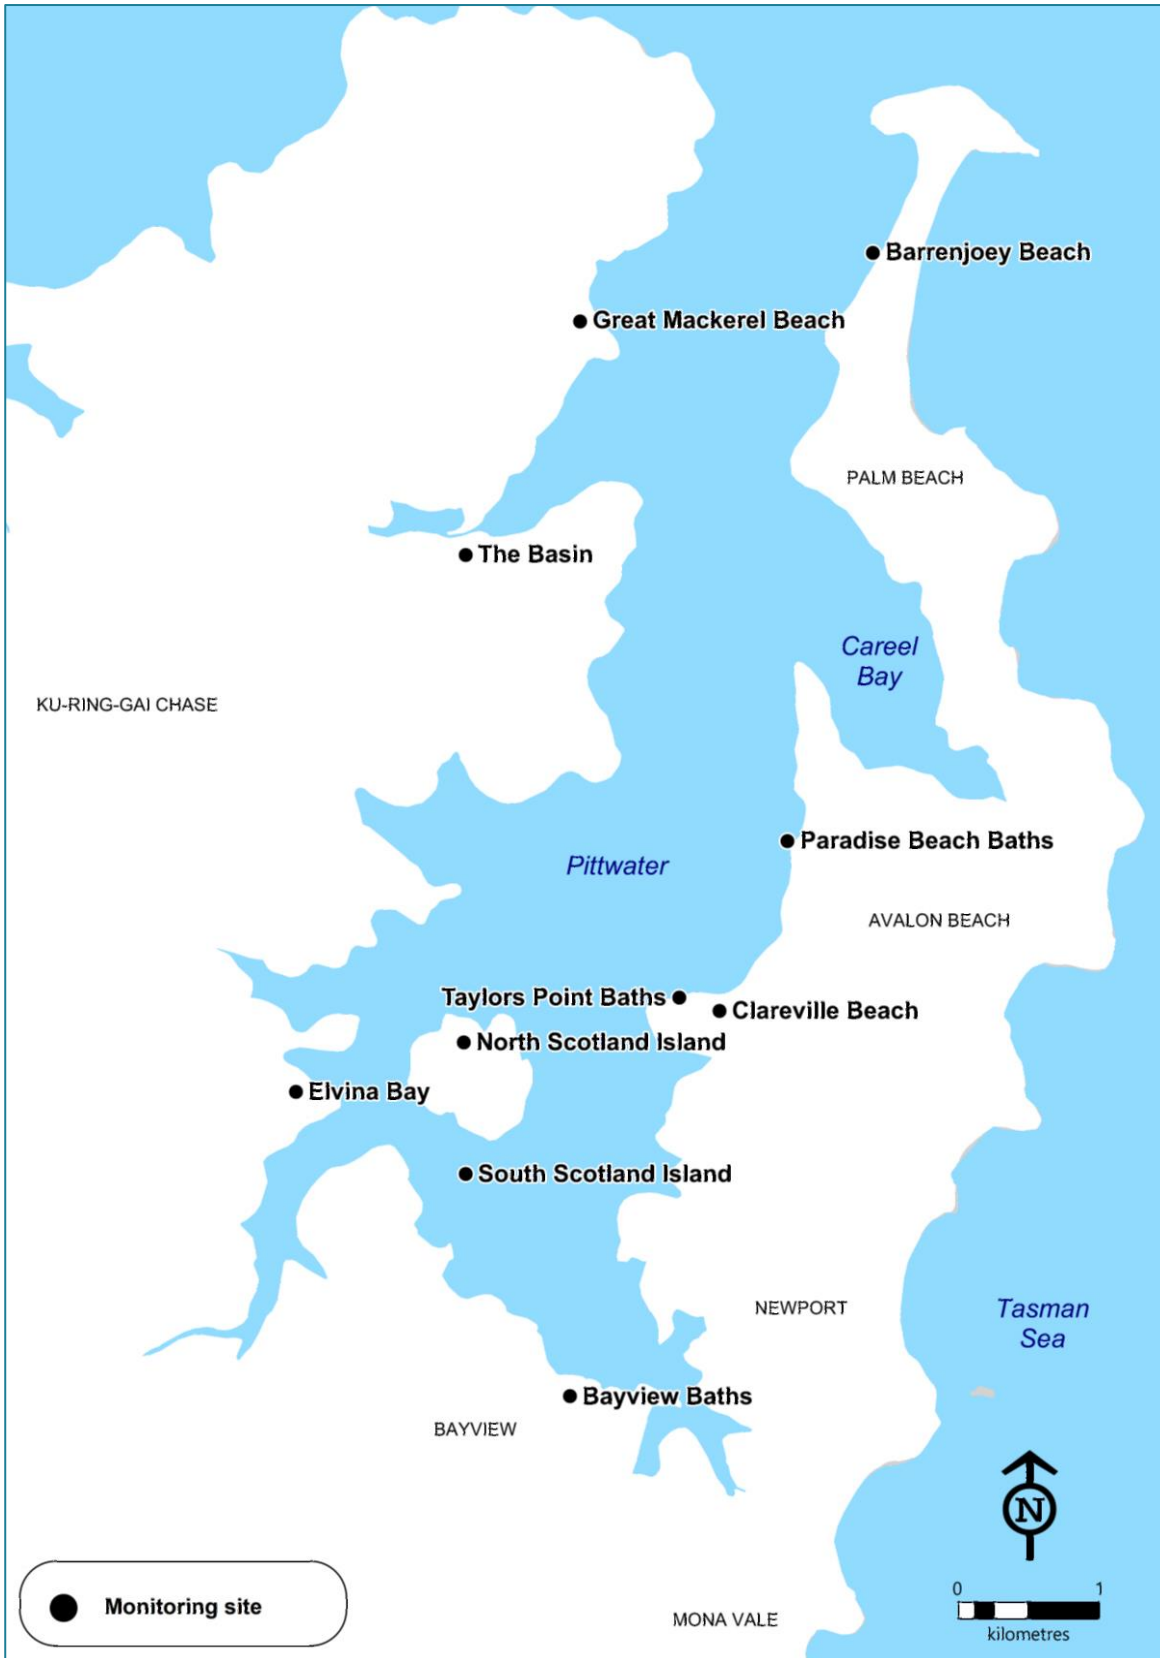 Barrenjoey Beach
Great Mackerel Beach
PALM BEACH
The Basin
Careel
Bay
KU-RING-GAI CHASE
Paradise Beach Baths
Pittwater
AVALON BEACH
Taylors Point Baths
Clareville Beach
North Scotland Island
Elvina Bay
South Scotland Island
NEWPORT
Tasman
Sea
Bayview Baths
BAYVIEW
N
0 1
kilometres
Monitoring site
MONA VALE